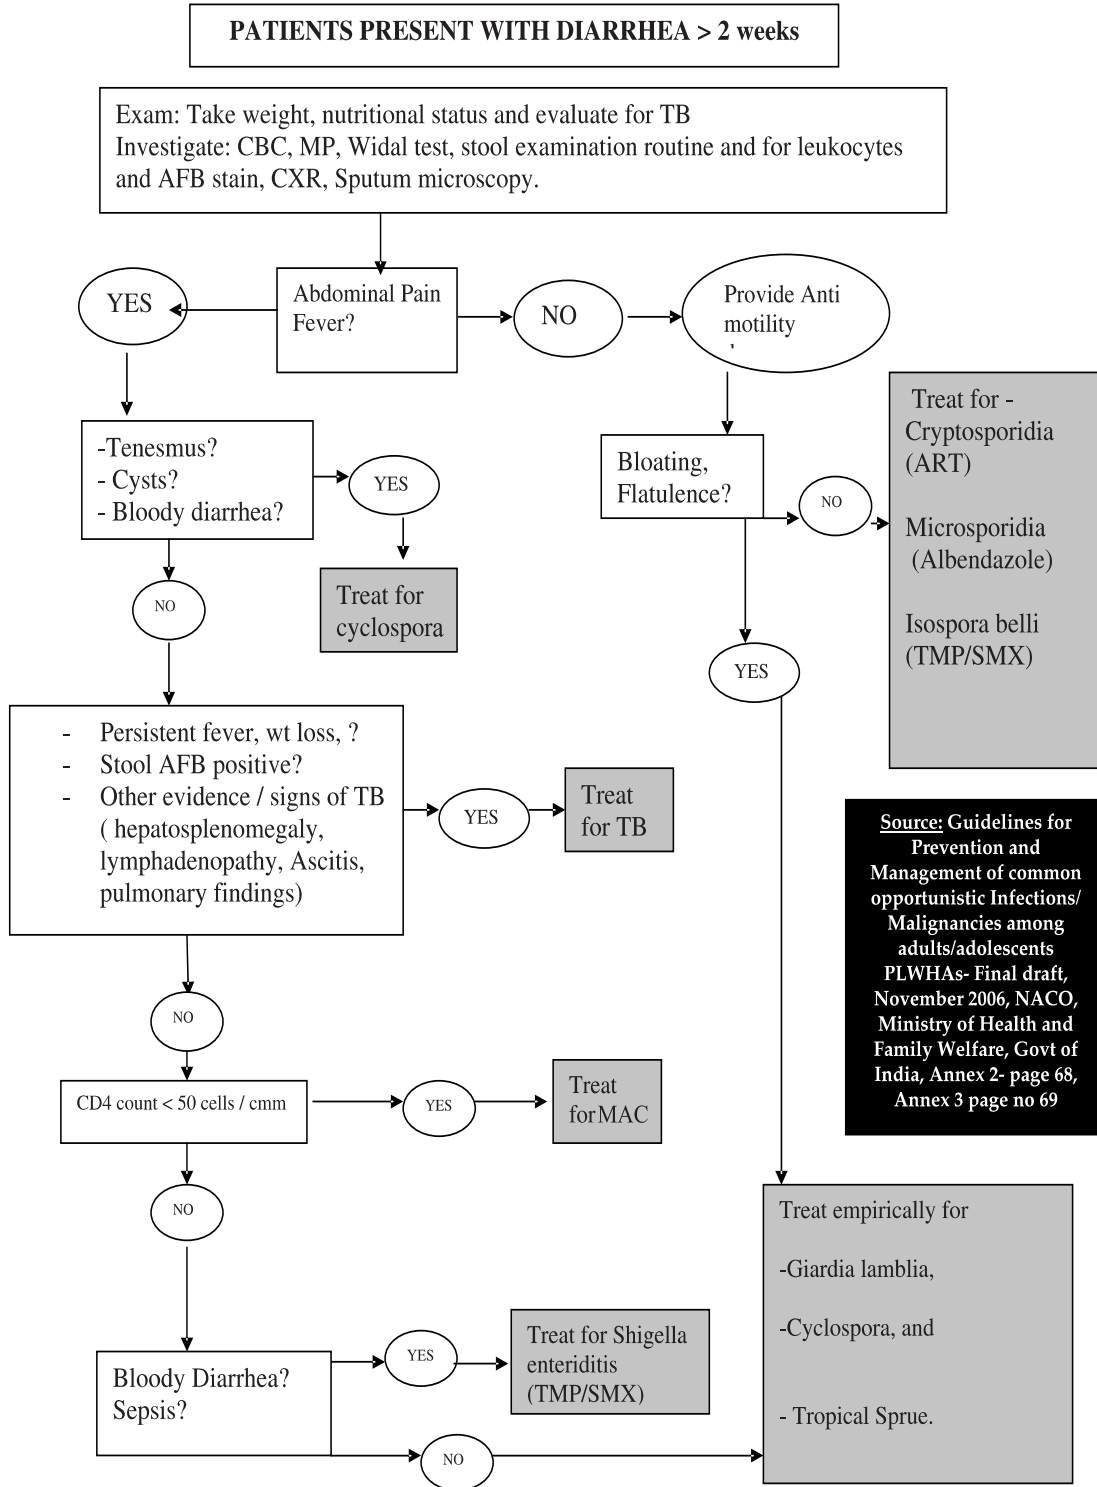 PATIENTS PRESENT WITH DIARRHEA > 2 weeks
Exam: Take weight, nutritional status and evaluate for TB
Investigate: CBC, MP, Widal test, stool examination routine and for leukocytes
and AFB stain, CXR, Sputum microscopy.
YES
Abdominal Pain
Fever?
NO
Provide Anti
motility
-Tenesmus?
- Cysts?
- Bloody diarrhea?
YES
Treat for
cyclospora
NO
Bloating,
Flatulence?
NO
Treat for -
Cryptosporidia
(ART)
Microsporidia
(Albendazole)
Isospora belli
(TMP/SMX)
YES
- Persistent fever, wt loss, ?
- Stool AFB positive?
- Other evidence / signs of TB
( hepatosplenomegaly,
lymphadenopathy, Ascitis,
pulmonary findings)
YES
Treat
for TB
Source: Guidelines for
Prevention and
Management of common
opportunistic Infections/
Malignancies among
adults/adolescents
PLWHAs- Final draft,
November 2006, NACO,
Ministry of Health and
Family Welfare, Govt of
India, Annex 2- page 68,
Annex 3 page no 69
NO
CD4 count < 50 cells / cmm
YES
Treat
for MAC
NO
Bloody Diarrhea?
Sepsis?
YES
Treat for Shigella
enteriditis
(TMP/SMX)
NO
Treat empirically for
-Giardia lamblia,
-Cyclospora, and
- Tropical Sprue.